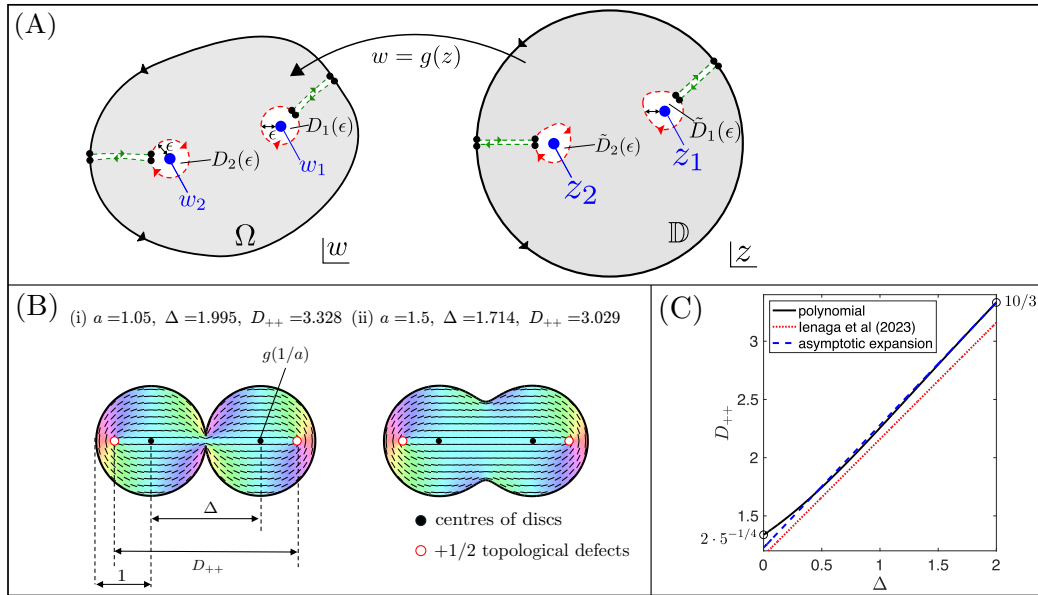 (A)
w = g(z)
ϵ
D₁(ϵ)
w₁
ϵ
D₂(ϵ)
w₂
Ω
w
D̃₁(ϵ)
z₁
D̃₂(ϵ)
z₂
𝔻
z
(B)
(i) a =1.05, Δ =1.995, D₊₊ =3.328 (ii) a =1.5, Δ =1.714, D₊₊ =3.029
g(1/a)
Δ
D₊₊
1
centres of discs
+1/2 topological defects
(C)
polynomial
Ienaga et al (2023)
asymptotic expansion
10/3
3
2.5
2
1.5
2 · 5^{-1/4}
D₊₊
0 0.5 1 1.5 2
Δ